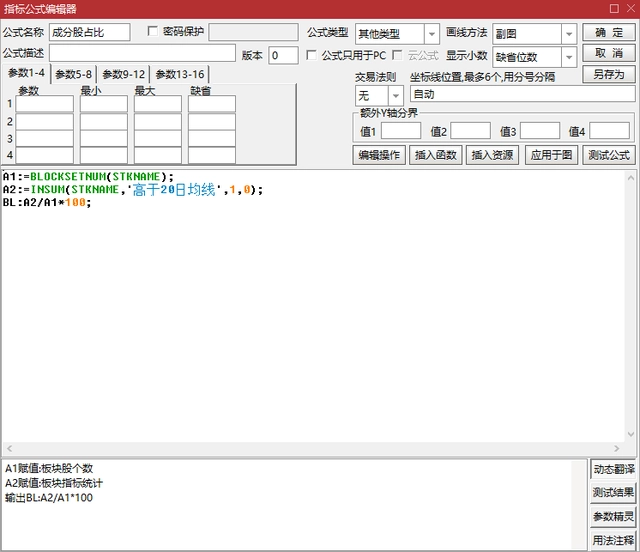 指标公式编辑器
公式名称 成分股占比 密码保护 公式类型 其他类型 画线方法 副图 确 定
公式描述 版本 0 公式只用于PC 云公式 显示小数 缺省位数 取 消
参数1-4 参数5-8 参数9-12 参数13-16 交易法则 坐标线位置,最多6个,用分号分隔 另存为
参数 最小 最大 缺省 无 自动
1
2
3
4
额外Y轴分界
值1 值2 值3 值4
编辑操作 插入函数 插入资源 应用于图 测试公式
A1:=BLOCKSETNUM(STKNAME);
A2:=INSUM(STKNAME,'高于20日均线',1,0);
BL:A2/A1*100;
A1赋值:板块股个数
A2赋值:板块指标统计
输出BL:A2/A1*100
动态翻译
测试结果
参数精灵
用法注释